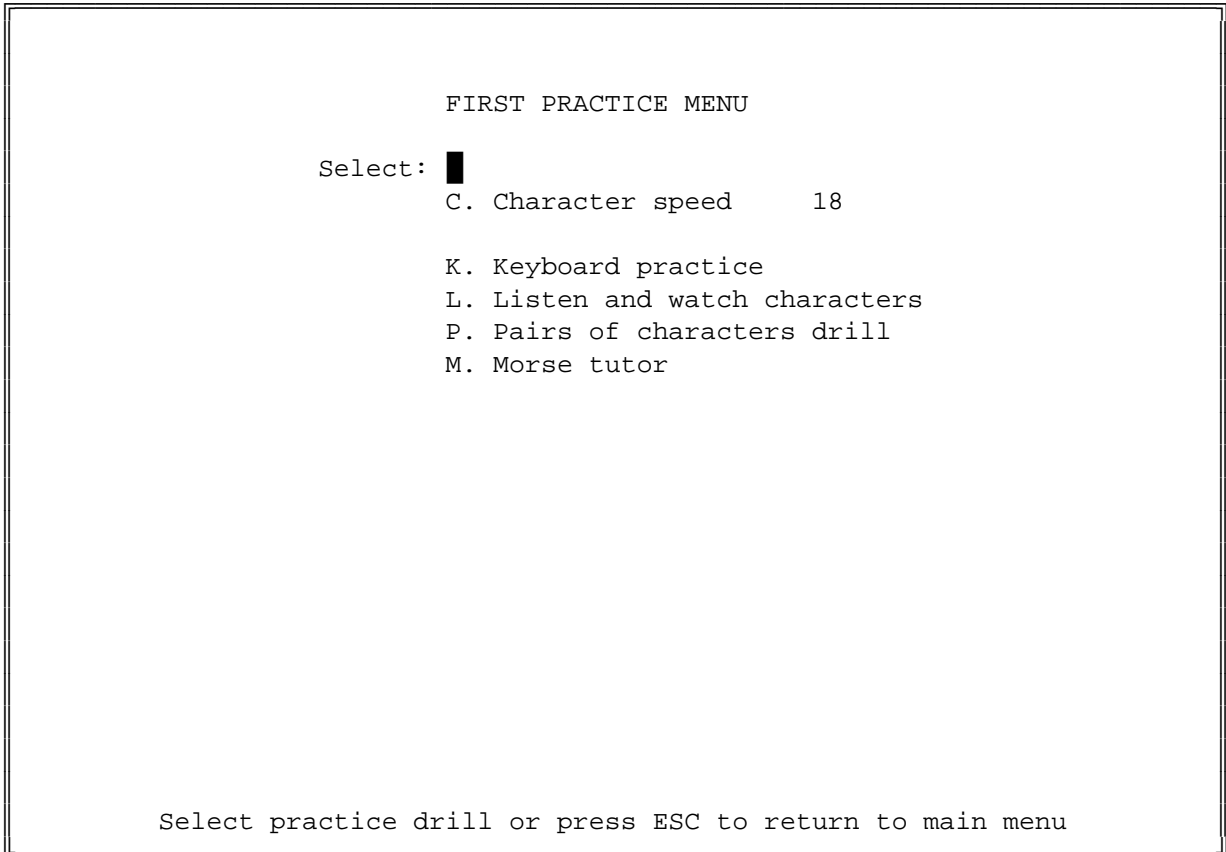 FIRST PRACTICE MENU
Select:
C. Character speed 18
K. Keyboard practice
L. Listen and watch characters
P. Pairs of characters drill
M. Morse tutor
Select practice drill or press ESC to return to main menu